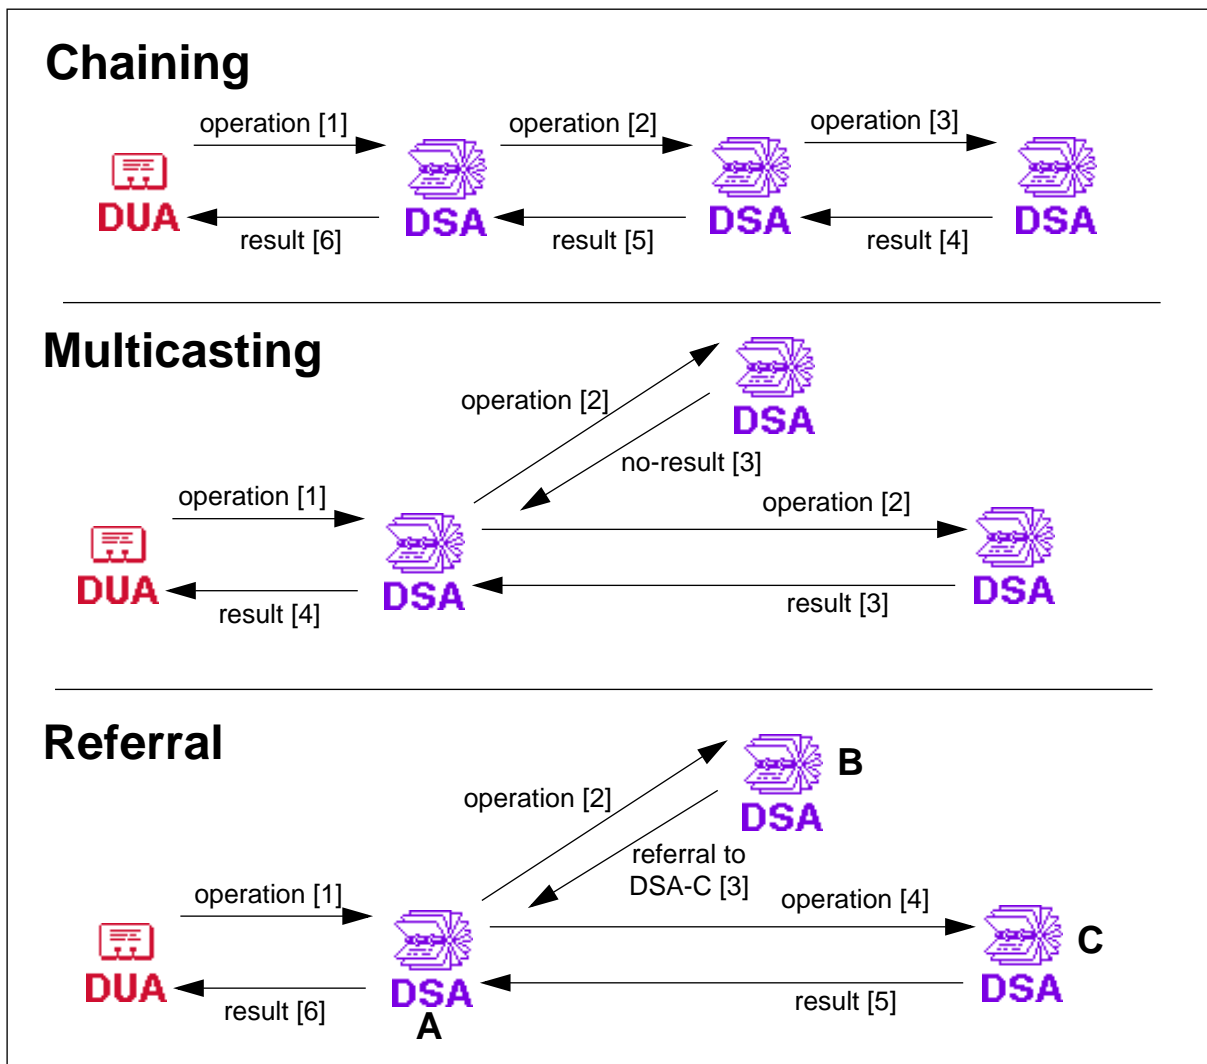 Chaining
operation [1]
operation [2]
operation [3]
DUA
DSA
DSA
DSA
result [6]
result [5]
result [4]
Multicasting
operation [2]
DSA
no-result [3]
operation [1]
operation [2]
DUA
DSA
DSA
result [4]
result [3]
Referral
B
operation [2]
DSA
referral to
DSA-C [3]
operation [1]
operation [4]
C
DUA
DSA
DSA
result [6]
result [5]
A